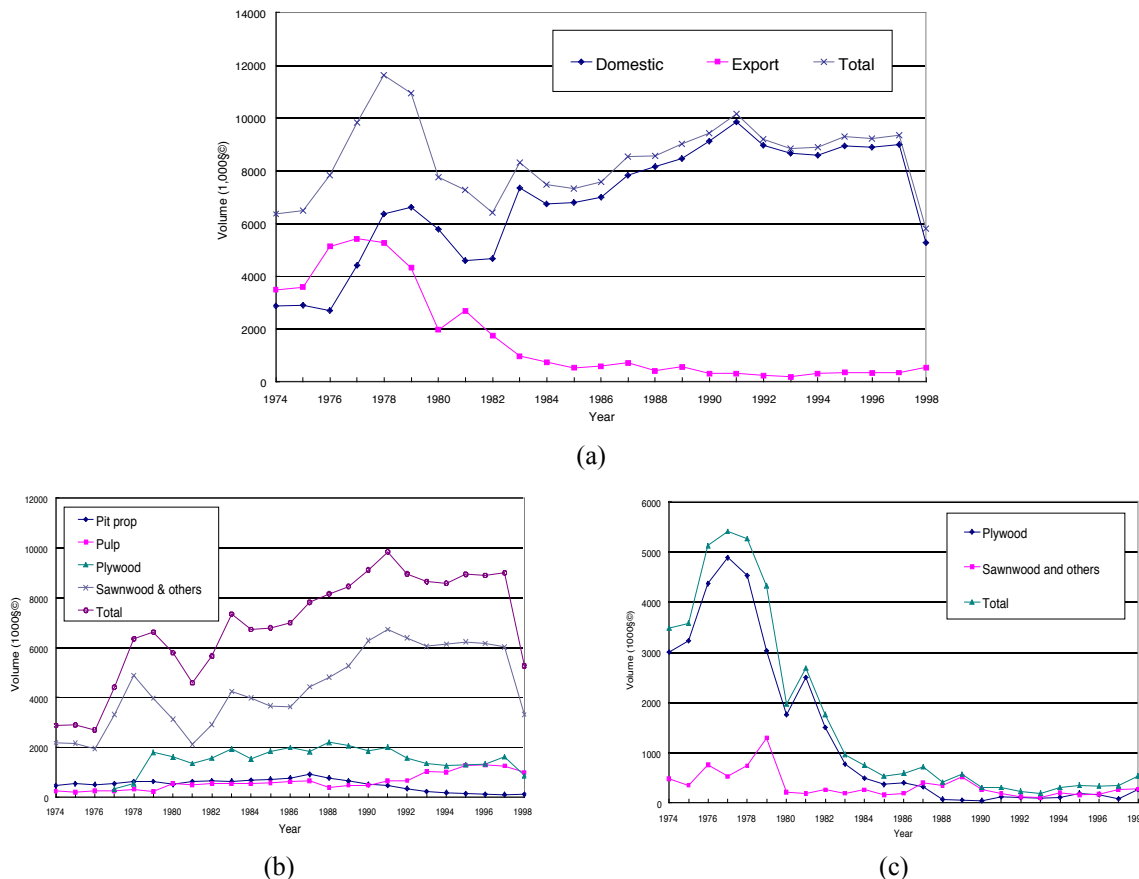 14000
Domestic Export Total
12000
10000
8000
6000
4000
2000
0
Volume (1,000§©)
1974 1976 1978 1980 1982 1984 1986 1988 1990 1992 1994 1996 1998
Year
(a)
12000
Pit prop
Pulp
Plywood
Sawnwood & others
Total
10000
8000
6000
4000
2000
0
Volume (1000§©)
1974 1976 1978 1980 1982 1984 1986 1988 1990 1992 1994 1996 1998
Year
(b)
6000
Plywood
Sawnwood and others
Total
5000
4000
3000
2000
1000
0
Volume (1000§©)
1974 1976 1978 1980 1982 1984 1986 1988 1990 1992 1994 1996 199
Year
(c)